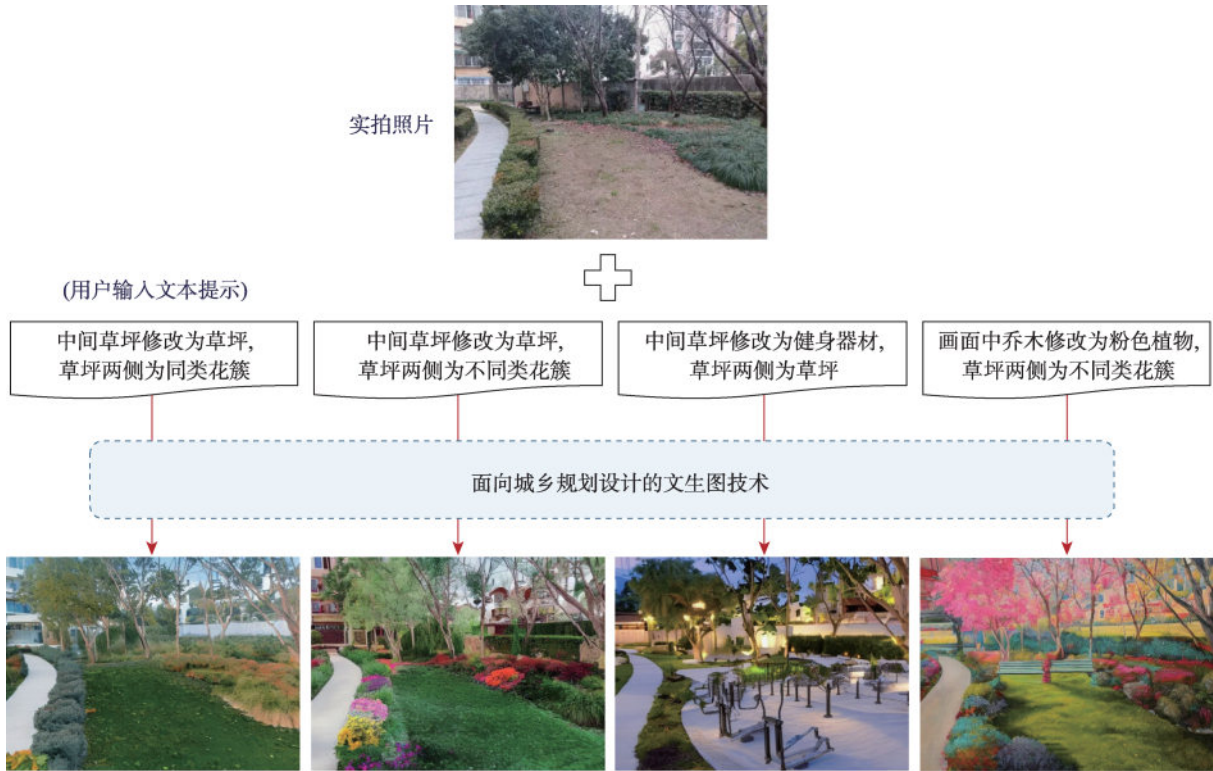 实拍照片
(用户输入文本提示)
中间草坪修改为草坪,
草坪两侧为同类花簇
中间草坪修改为草坪,
草坪两侧为不同类花簇
中间草坪修改为健身器材,
草坪两侧为草坪
画面中乔木修改为粉色植物,
草坪两侧为不同类花簇
面向城乡规划设计的文生图技术